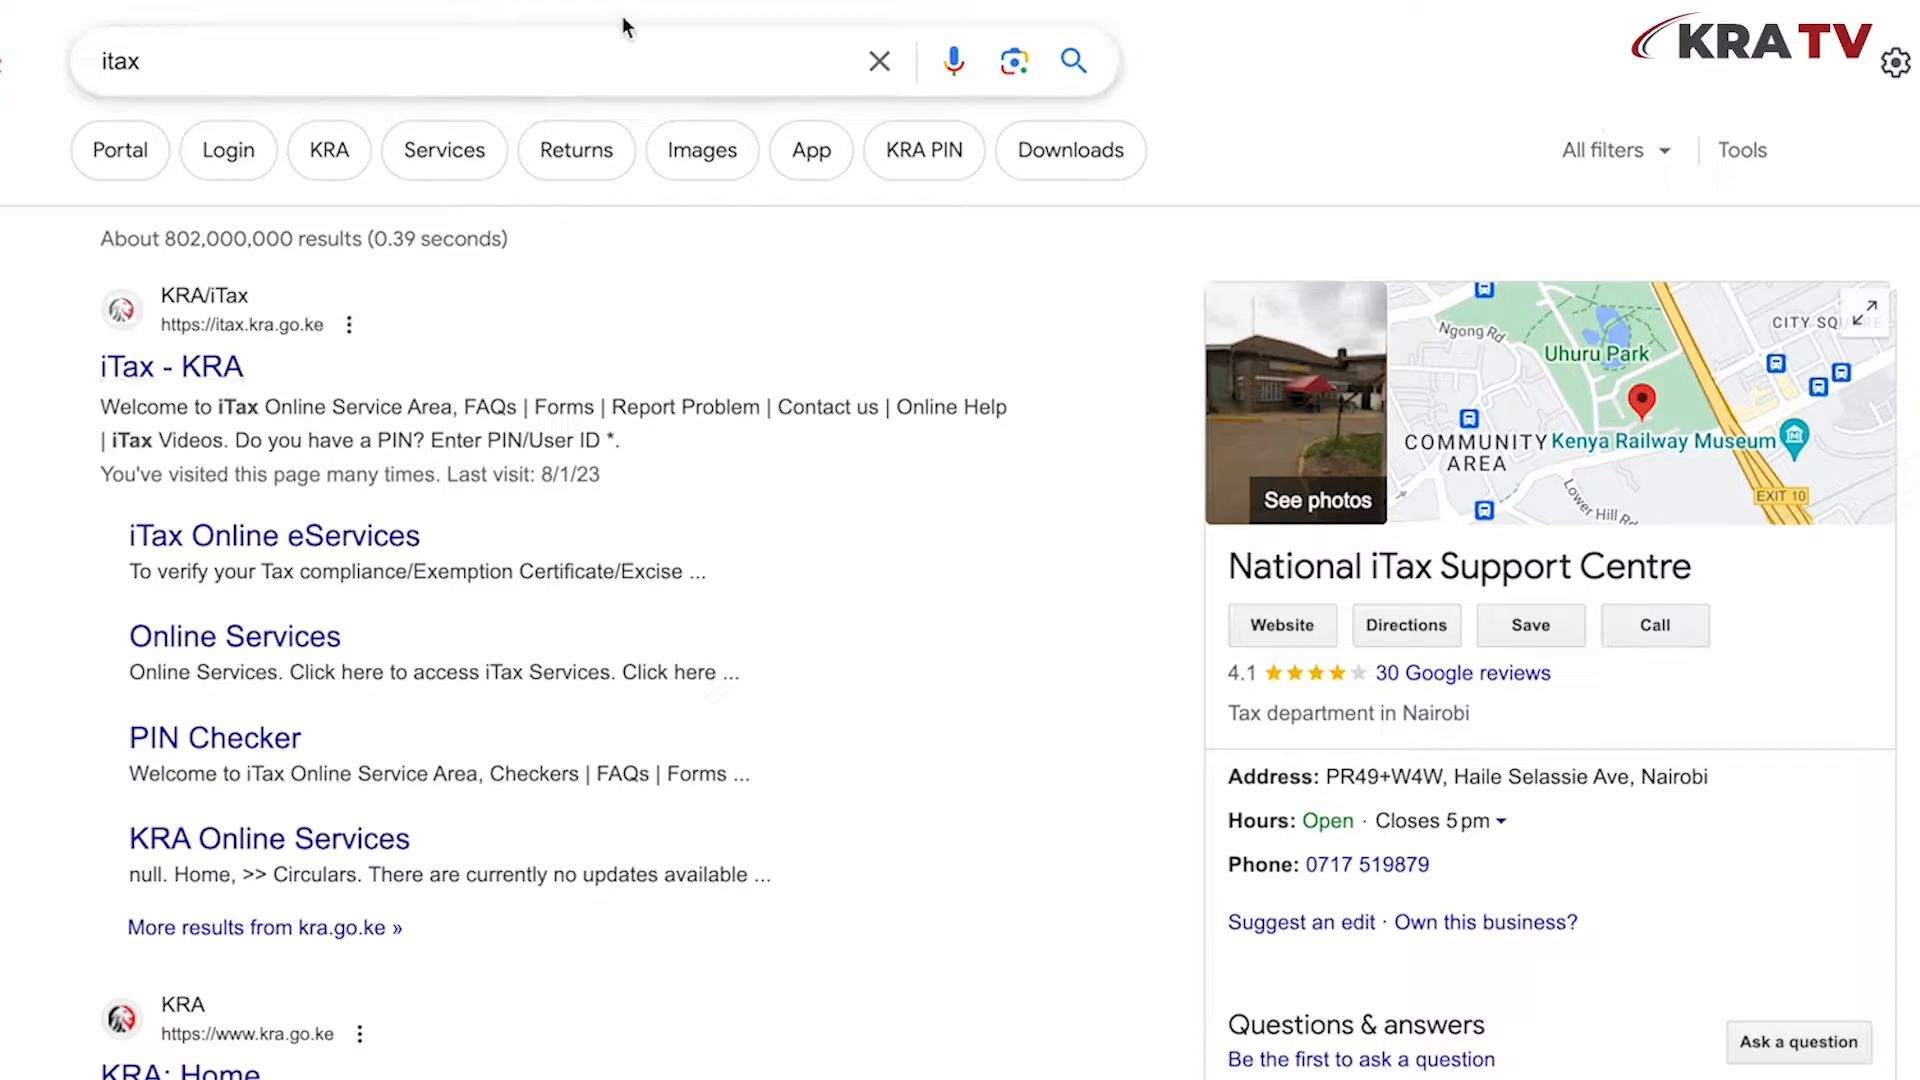 itax
KRA TV
Portal
Login
KRA
Services
Returns
Images
App
KRA PIN
Downloads
All filters
Tools
About 802,000,000 results (0.39 seconds)
KRA/iTax
https://itax.kra.go.ke
iTax - KRA
Welcome to iTax Online Service Area, FAQs | Forms | Report Problem | Contact us | Online Help
| iTax Videos. Do you have a PIN? Enter PIN/User ID *.
You've visited this page many times. Last visit: 8/1/23
iTax Online eServices
To verify your Tax compliance/Exemption Certificate/Excise ...
Online Services
Online Services. Click here to access iTax Services. Click here ...
PIN Checker
Welcome to iTax Online Service Area, Checkers | FAQs | Forms ...
KRA Online Services
null. Home, >> Circulars. There are currently no updates available ...
More results from kra.go.ke »
KRA
https://www.kra.go.ke
KRA: Home
See photos
Ngong Rd
Uhuru Park
CITY SQUARE
COMMUNITY
AREA
Kenya Railway Museum
Lower Hill Rd
EXIT 10
National iTax Support Centre
Website
Directions
Save
Call
4.1
30 Google reviews
Tax department in Nairobi
Address: PR49+W4W, Haile Selassie Ave, Nairobi
Hours: Open · Closes 5 pm
Phone: 0717 519879
Suggest an edit · Own this business?
Questions & answers
Be the first to ask a question
Ask a question